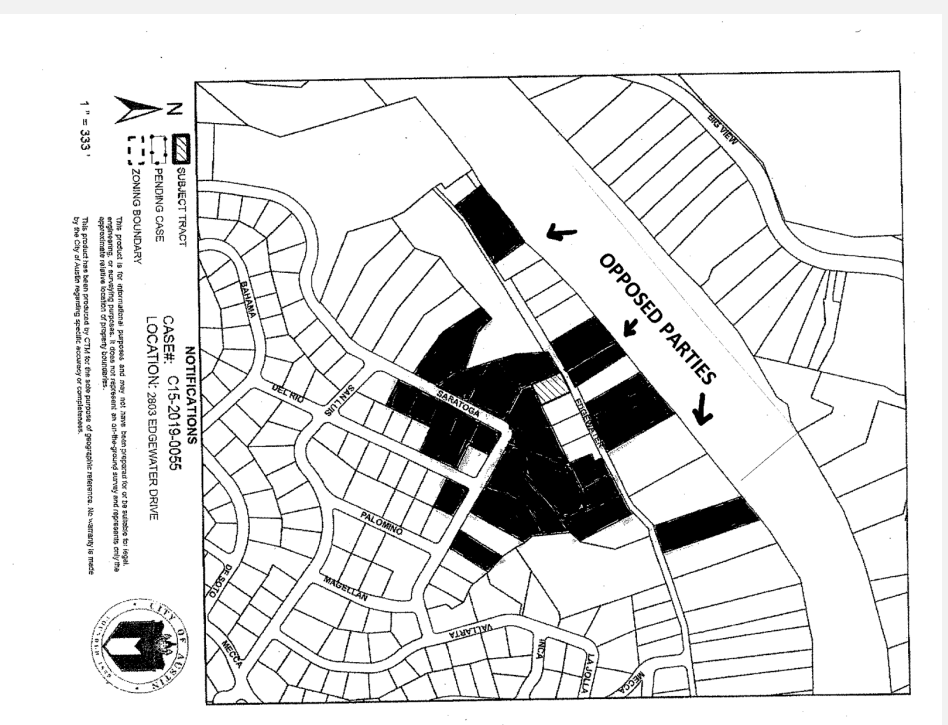 OPPOSED PARTIES
BIG VIEW
BAHAMA
DEL RIO
SAN LUIS
SARATOGA
EDGEWATER
PALOMINO
MAGELLAN
DE SOTO
MECCA
VALLARTA
INCA
LA JOLLA
MECCA
N
SUBJECT TRACT
PENDING CASE
ZONING BOUNDARY
1 " = 333 '
NOTIFICATIONS
CASE#: C15-2019-0055
LOCATION: 2803 EDGEWATER DRIVE
This product is for informational purposes and may not have been prepared for or be suitable for legal,
engineering, or surveying purposes. It does not represent an on-the-ground survey and represents only the
approximate relative location of property boundaries.
This product has been produced by CTM for the sole purpose of geographic reference. No warranty is made
by the City of Austin regarding specific accuracy or completeness.
CITY OF AUSTIN